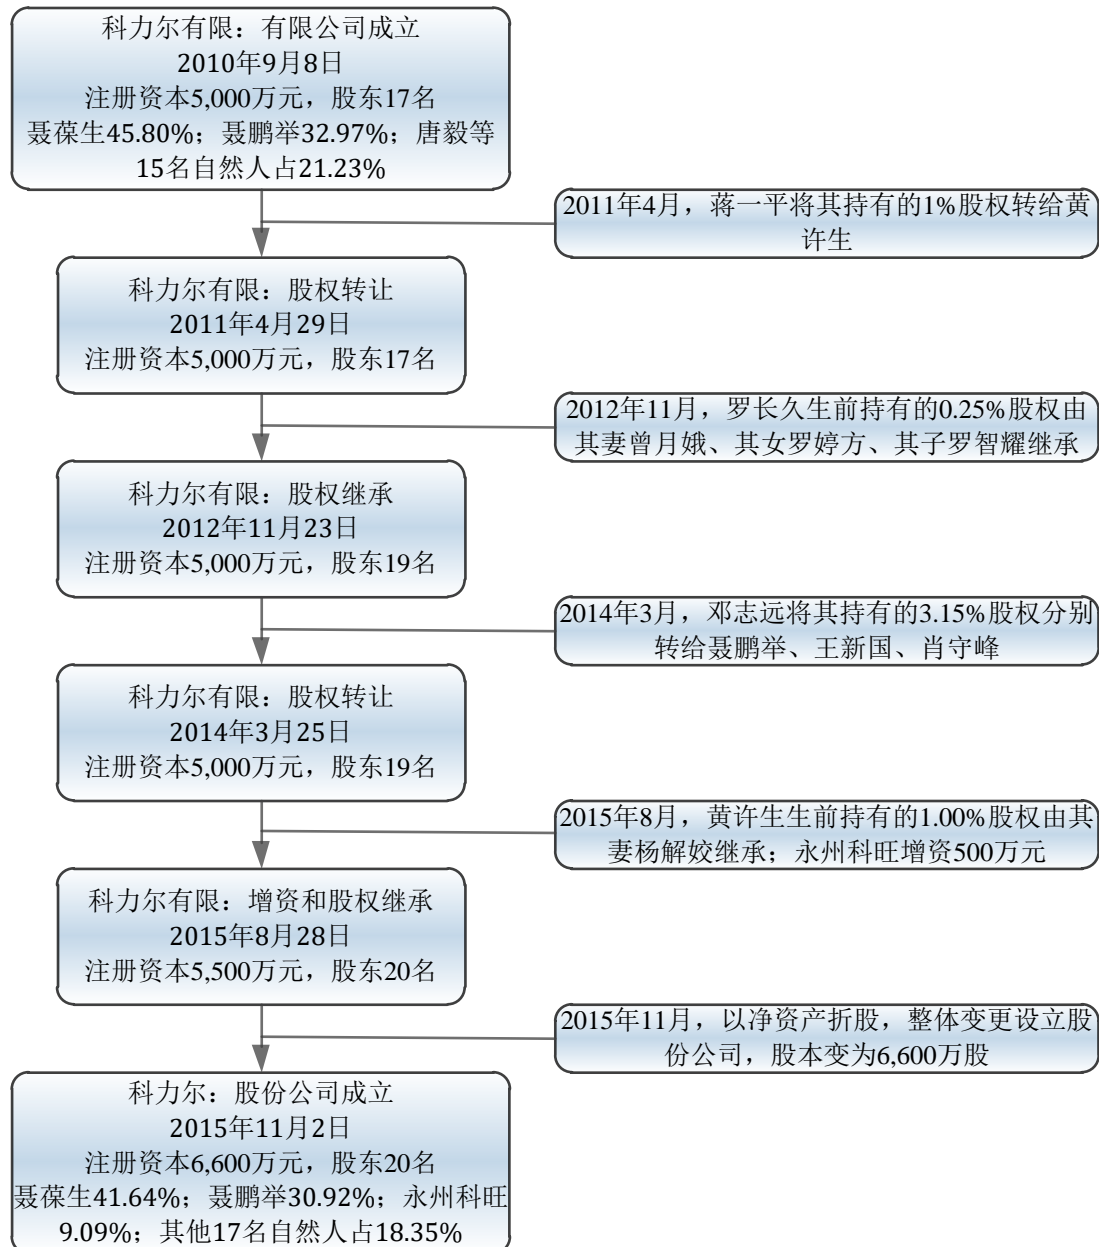 科力尔有限：有限公司成立
2010年9月8日
注册资本5,000万元，股东17名
聂葆生45.80%；聂鹏举32.97%；唐毅等
15名自然人占21.23%
2011年4月，蒋一平将其持有的1%股权转给黄
许生
科力尔有限：股权转让
2011年4月29日
注册资本5,000万元，股东17名
2012年11月，罗长久生前持有的0.25%股权由
其妻曾月娥、其女罗婷方、其子罗智耀继承
科力尔有限：股权继承
2012年11月23日
注册资本5,000万元，股东19名
2014年3月，邓志远将其持有的3.15%股权分别
转给聂鹏举、王新国、肖守峰
科力尔有限：股权转让
2014年3月25日
注册资本5,000万元，股东19名
2015年8月，黄许生生前持有的1.00%股权由其
妻杨解姣继承；永州科旺增资500万元
科力尔有限：增资和股权继承
2015年8月28日
注册资本5,500万元，股东20名
2015年11月，以净资产折股，整体变更设立股
份公司，股本变为6,600万股
科力尔：股份公司成立
2015年11月2日
注册资本6,600万元，股东20名
聂葆生41.64%；聂鹏举30.92%；永州科旺
9.09%；其他17名自然人占18.35%